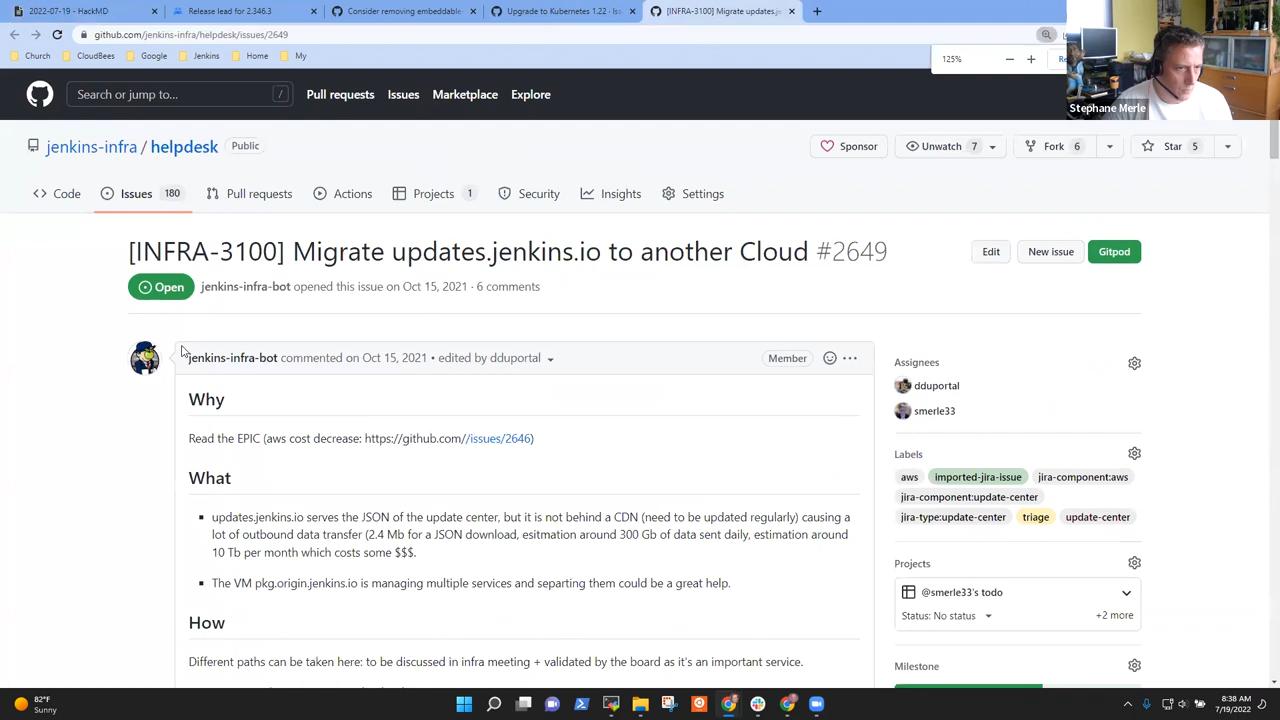 2022-07-19 - HackMD
Release lead for 2.346.3
Consider removing embeddable
Upgrade to Kubernetes 1.22 · Iss
[INFRA-3100] Migrate updates.je
github.com/jenkins-infra/helpdesk/issues/2649
Church
CloudBees
Google
Jenkins
Home
My
125%
Re
Stephane Merle
Search or jump to...
/
Pull requests
Issues
Marketplace
Explore
jenkins-infra / helpdesk
Public
Sponsor
Unwatch 7
Fork 6
Star 5
Code
Issues 180
Pull requests
Actions
Projects 1
Security
Insights
Settings
[INFRA-3100] Migrate updates.jenkins.io to another Cloud #2649
Edit
New issue
Gitpod
Open
jenkins-infra-bot opened this issue on Oct 15, 2021 · 6 comments
jenkins-infra-bot commented on Oct 15, 2021 • edited by dduportal
Member
Why
Read the EPIC (aws cost decrease: https://github.com//issues/2646)
What
updates.jenkins.io serves the JSON of the update center, but it is not behind a CDN (need to be updated regularly) causing a
lot of outbound data transfer (2.4 Mb for a JSON download, esitmation around 300 Gb of data sent daily, estimation around
10 Tb per month which costs some $$$.
The VM pkg.origin.jenkins.io is managing multiple services and separting them could be a great help.
How
Different paths can be taken here: to be discussed in infra meeting + validated by the board as it's an important service.
Assignees
dduportal
smerle33
Labels
aws
imported-jira-issue
jira-component:aws
jira-component:update-center
jira-type:update-center
triage
update-center
Projects
@smerle33's todo
Status: No status
+2 more
Milestone
82°F
Sunny
8:38 AM
7/19/2022